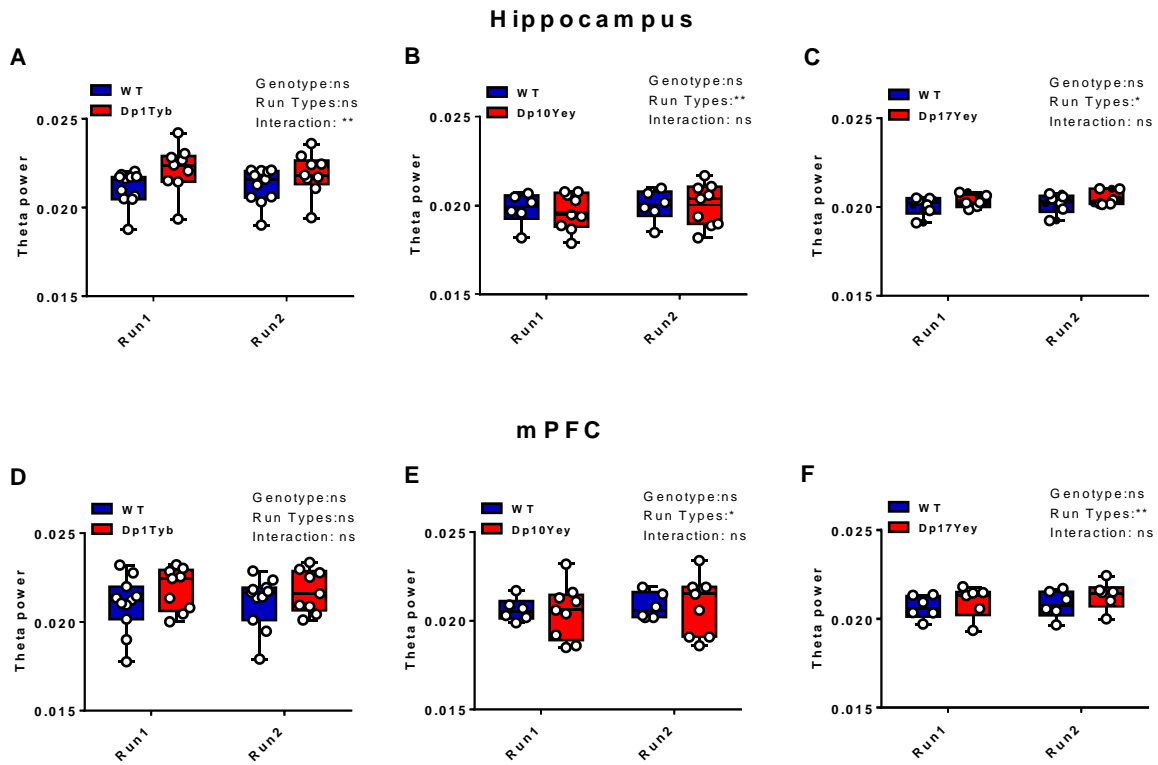 Hippocampus
A
WT
Dp1Tyb
Genotype:ns
Run Types:ns
Interaction: **
Theta power
0.025
0.020
0.015
Run1
Run2
B
WT
Dp10Yey
Genotype:ns
Run Types:**
Interaction: ns
Theta power
0.025
0.020
0.015
Run1
Run2
C
WT
Dp17Yey
Genotype:ns
Run Types:*
Interaction: ns
Theta power
0.025
0.020
0.015
Run1
Run2
mPFC
D
WT
Dp1Tyb
Genotype:ns
Run Types:ns
Interaction: ns
Theta power
0.025
0.020
0.015
Run1
Run2
E
WT
Dp10Yey
Genotype:ns
Run Types:*
Interaction: ns
Theta power
0.025
0.020
0.015
Run1
Run2
F
WT
Dp17Yey
Genotype:ns
Run Types:**
Interaction: ns
Theta power
0.025
0.020
0.015
Run1
Run2